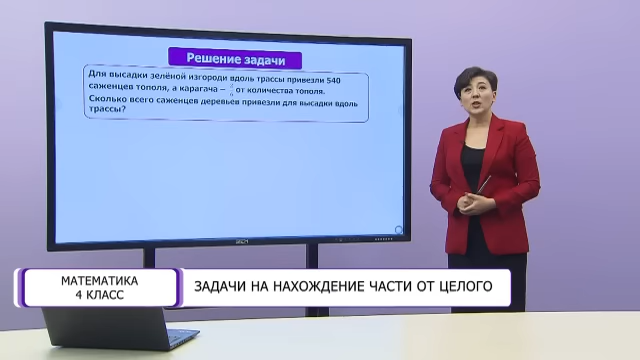 Решение задачи
Для высадки зелёной изгороди вдоль трассы привезли 540
саженцев тополя, а карагача – от количества тополя.
Сколько всего саженцев деревьев привезли для высадки вдоль
трассы?
МАТЕМАТИКА
4 КЛАСС
ЗАДАЧИ НА НАХОЖДЕНИЕ ЧАСТИ ОТ ЦЕЛОГО